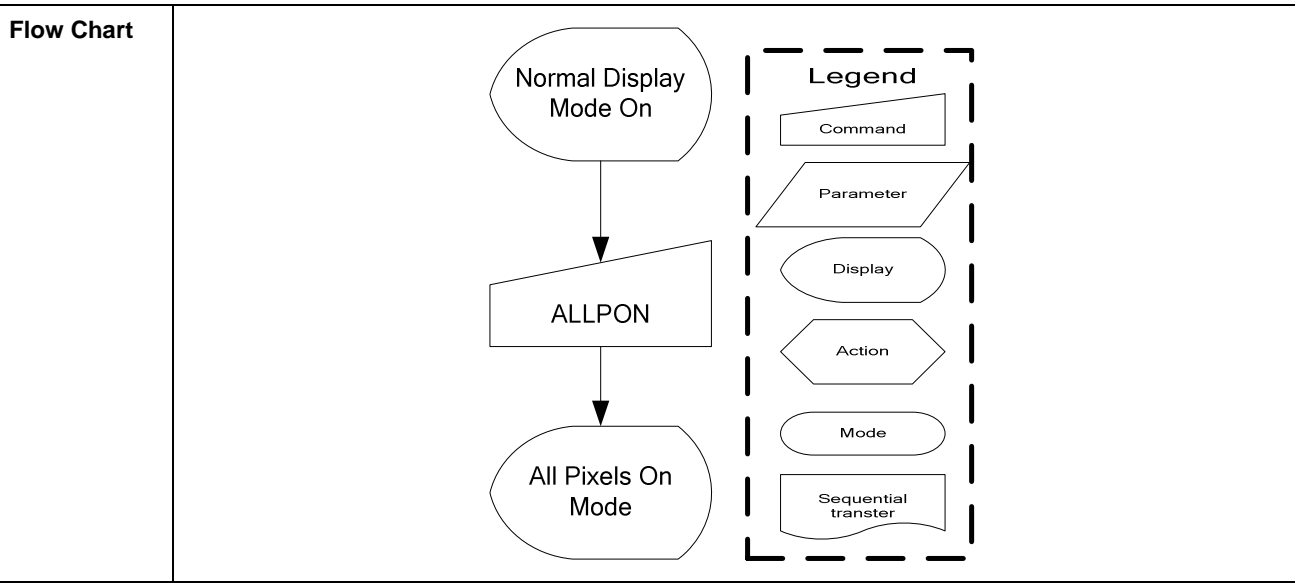 Flow Chart
Normal Display
Mode On
ALLPON
All Pixels On
Mode
Legend
Command
Parameter
Display
Action
Mode
Sequential
transter